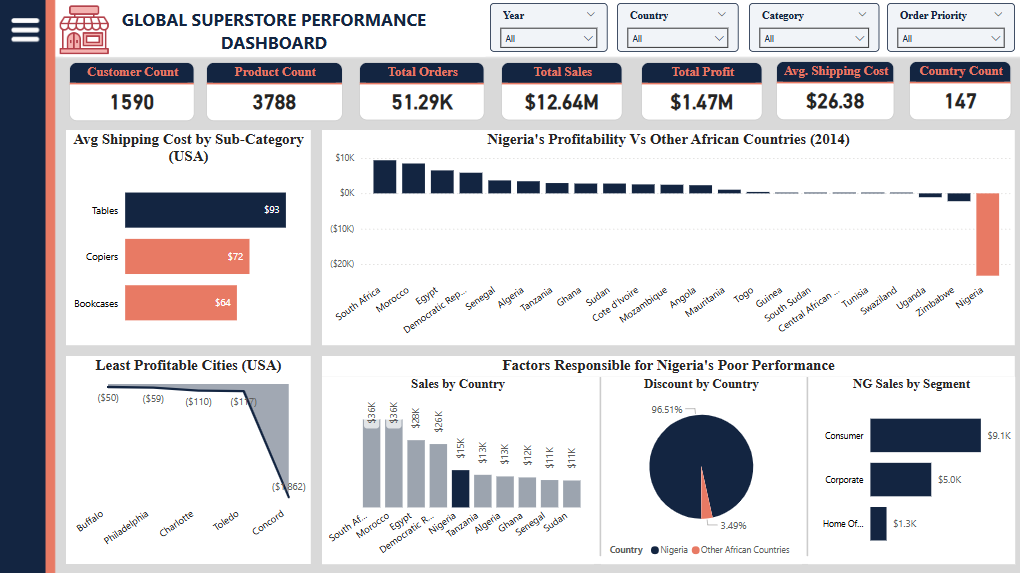 GLOBAL SUPERSTORE PERFORMANCE
DASHBOARD
Year
All
Country
All
Category
All
Order Priority
All
Customer Count
1590
Product Count
3788
Total Orders
51.29K
Total Sales
$12.64M
Total Profit
$1.47M
Avg. Shipping Cost
$26.38
Country Count
147
Avg Shipping Cost by Sub-Category
(USA)
Tables
$93
Copiers
$72
Bookcases
$64
Nigeria's Profitability Vs Other African Countries (2014)
$10K
$0K
($10K)
($20K)
South Africa
Morocco
Egypt
Democratic Rep...
Senegal
Algeria
Tanzania
Ghana
Sudan
Cote d'Ivoire
Mozambique
Angola
Mauritania
Togo
Guinea
South Sudan
Central African ...
Tunisia
Swaziland
Uganda
Zimbabwe
Nigeria
Least Profitable Cities (USA)
($50)
($59)
($110)
($117)
($1,862)
Buffalo
Philadelphia
Charlotte
Toledo
Concord
Factors Responsible for Nigeria's Poor Performance
Sales by Country
$36K
$36K
$28K
$26K
$15K
$13K
$13K
$12K
$11K
$11K
South Af...
Morocco
Egypt
Democratic R...
Nigeria
Tanzania
Algeria
Ghana
Senegal
Sudan
Discount by Country
96.51%
3.49%
Country Nigeria Other African Countries
NG Sales by Segment
Consumer
$9.1K
Corporate
$5.0K
Home Of...
$1.3K